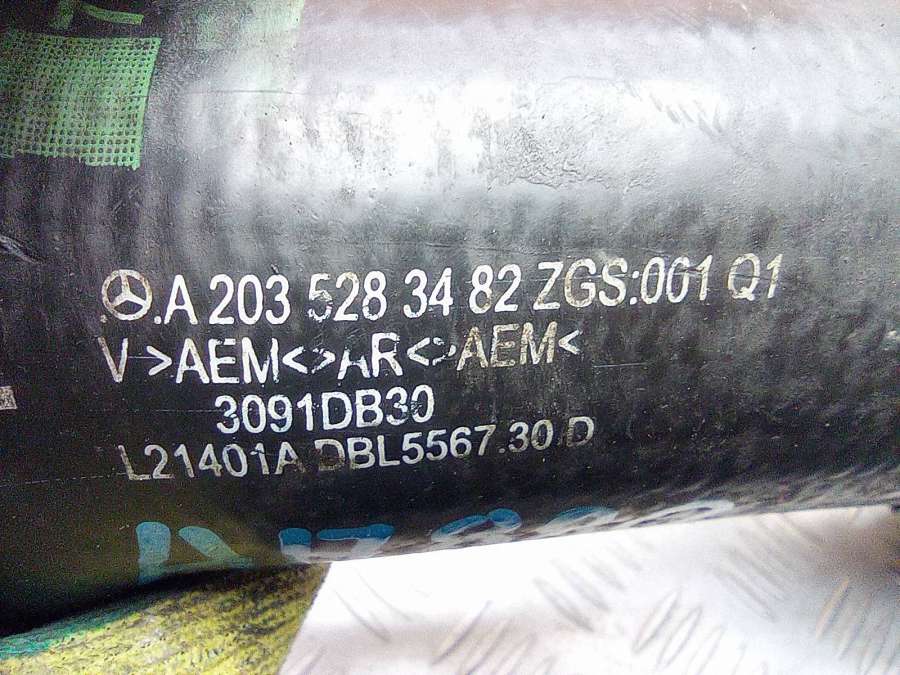 .A 203 528 34 82 ZGS:001 Q1
V >AEM<>AR<>AEM<
3091DB30
L21401A DBL5567.30 D